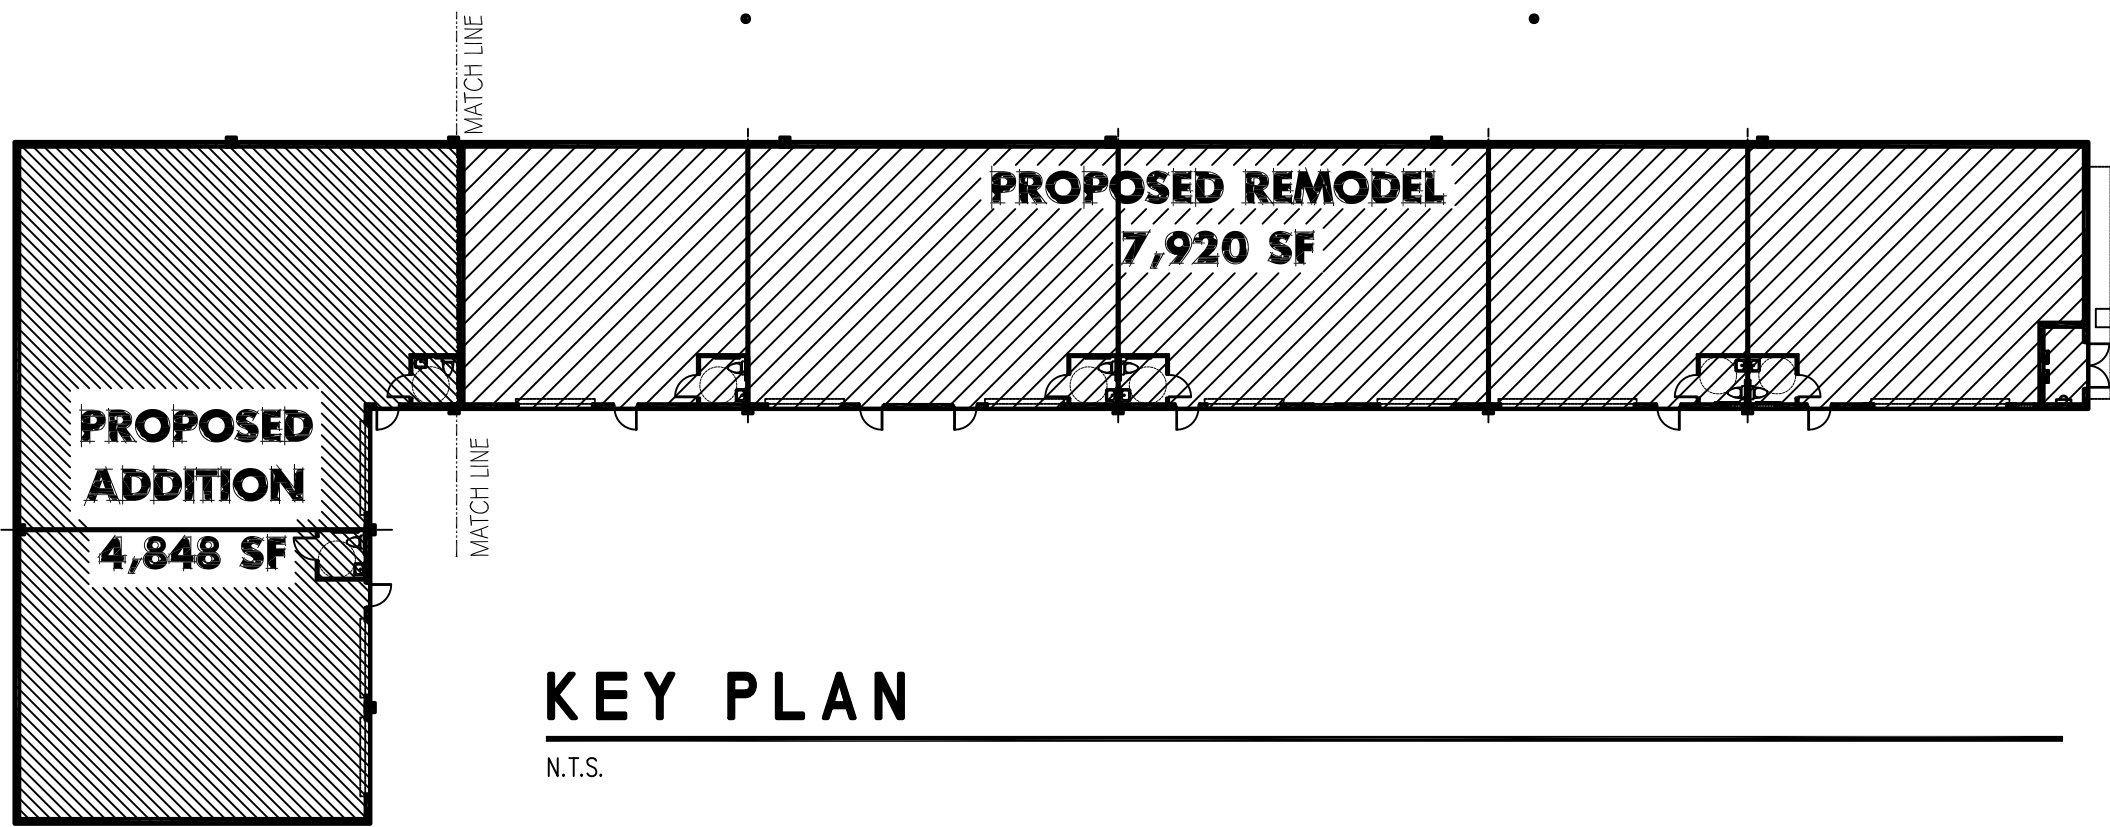 MATCH LINE
PROPOSED REMODEL
7,920 SF
PROPOSED
ADDITION
4,848 SF
MATCH LINE
KEY PLAN
N.T.S.